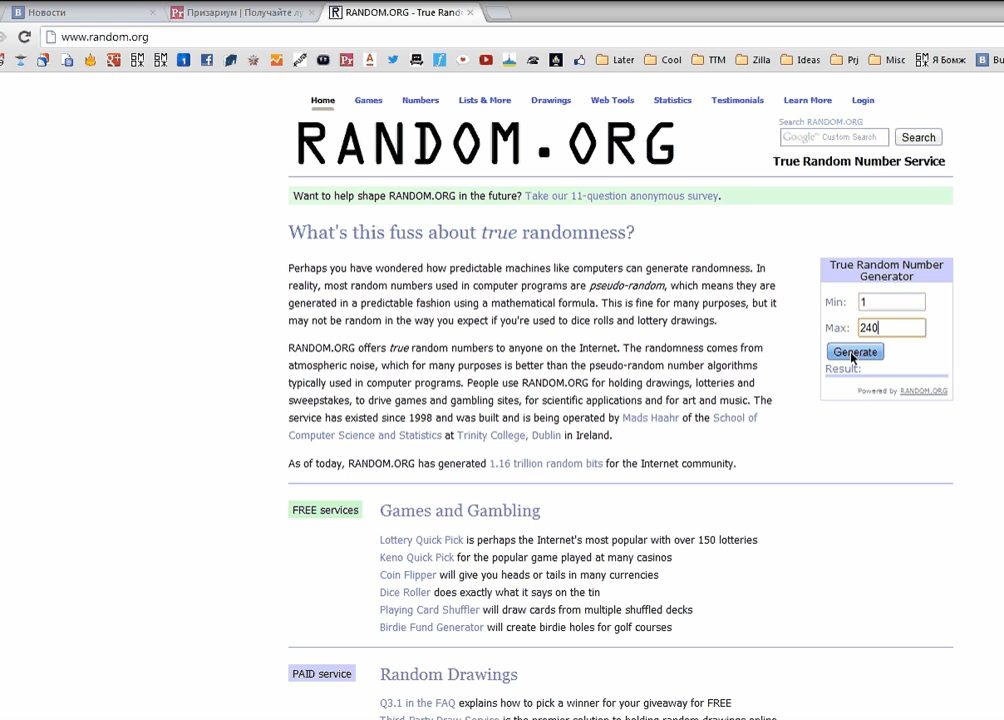 Новости
Призариум | Получайте лу
RANDOM.ORG - True Rand
www.random.org
Later
Cool
TTM
Zilla
Ideas
Prj
Misc
Я Бомж
Bu
Home
Games
Numbers
Lists & More
Drawings
Web Tools
Statistics
Testimonials
Learn More
Login
RANDOM.ORG
Search RANDOM.ORG
Google™ Custom Search
Search
True Random Number Service
Want to help shape RANDOM.ORG in the future? Take our 11-question anonymous survey.
What's this fuss about true randomness?
Perhaps you have wondered how predictable machines like computers can generate randomness. In
reality, most random numbers used in computer programs are pseudo-random, which means they are
generated in a predictable fashion using a mathematical formula. This is fine for many purposes, but it
may not be random in the way you expect if you're used to dice rolls and lottery drawings.
RANDOM.ORG offers true random numbers to anyone on the Internet. The randomness comes from
atmospheric noise, which for many purposes is better than the pseudo-random number algorithms
typically used in computer programs. People use RANDOM.ORG for holding drawings, lotteries and
sweepstakes, to drive games and gambling sites, for scientific applications and for art and music. The
service has existed since 1998 and was built and is being operated by Mads Haahr of the School of
Computer Science and Statistics at Trinity College, Dublin in Ireland.
As of today, RANDOM.ORG has generated 1.16 trillion random bits for the Internet community.
True Random Number
Generator
Min: 1
Max: 240
Generate
Result:
Powered by RANDOM.ORG
FREE services
Games and Gambling
Lottery Quick Pick is perhaps the Internet's most popular with over 150 lotteries
Keno Quick Pick for the popular game played at many casinos
Coin Flipper will give you heads or tails in many currencies
Dice Roller does exactly what it says on the tin
Playing Card Shuffler will draw cards from multiple shuffled decks
Birdie Fund Generator will create birdie holes for golf courses
PAID service
Random Drawings
Q3.1 in the FAQ explains how to pick a winner for your giveaway for FREE
Third-Party Draw Service is the premier solution to holding random drawings online